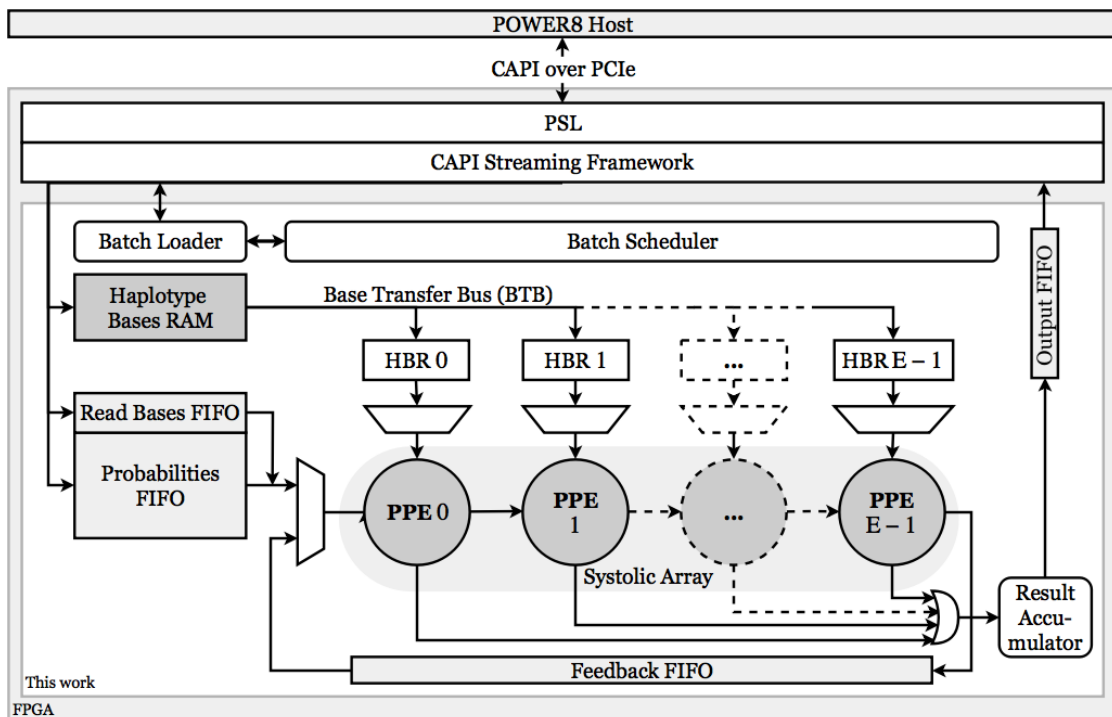 POWER8 Host
CAPI over PCIe
PSL
CAPI Streaming Framework
Batch Loader
Batch Scheduler
Output FIFO
Haplotype
Bases RAM
Base Transfer Bus (BTB)
HBR 0
HBR 1
...
HBR E – 1
Read Bases FIFO
Probabilities
FIFO
PPE 0
PPE
1
...
PPE
E – 1
Systolic Array
Result
Accu-
mulator
Feedback FIFO
This work
FPGA